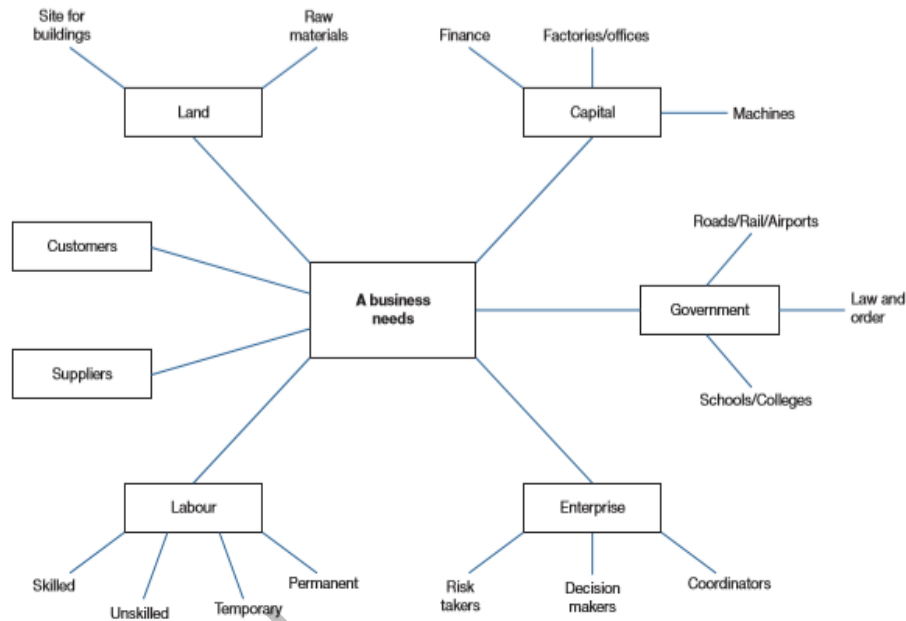 Site for
buildings
Raw
materials
Finance
Factories/offices
Land
Capital
Machines
Customers
Roads/Rail/Airports
A business
needs
Government
Law and
order
Suppliers
Schools/Colleges
Labour
Enterprise
Skilled
Unskilled
Temporary
Permanent
Risk
takers
Decision
makers
Coordinators